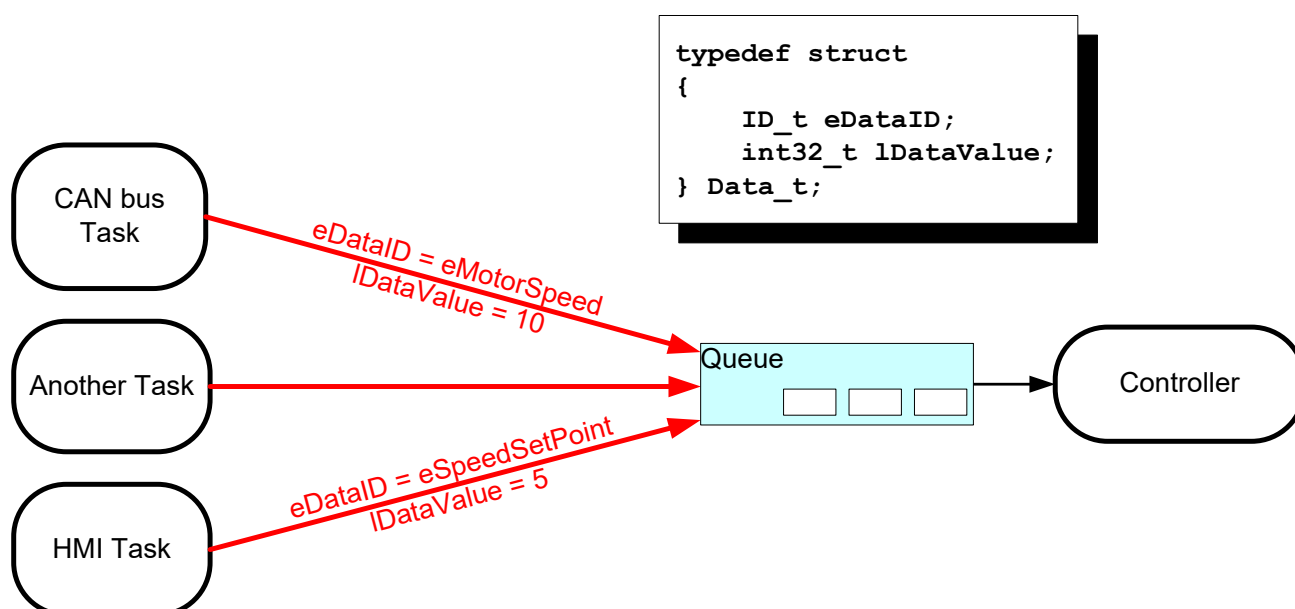 typedef struct
{
ID_t eDataID;
int32_t lDataValue;
} Data_t;
CAN bus
Task
eDataID = eMotorSpeed
lDataValue = 10
Another Task
Queue
Controller
eDataID = eSpeedSetPoint
lDataValue = 5
HMI Task